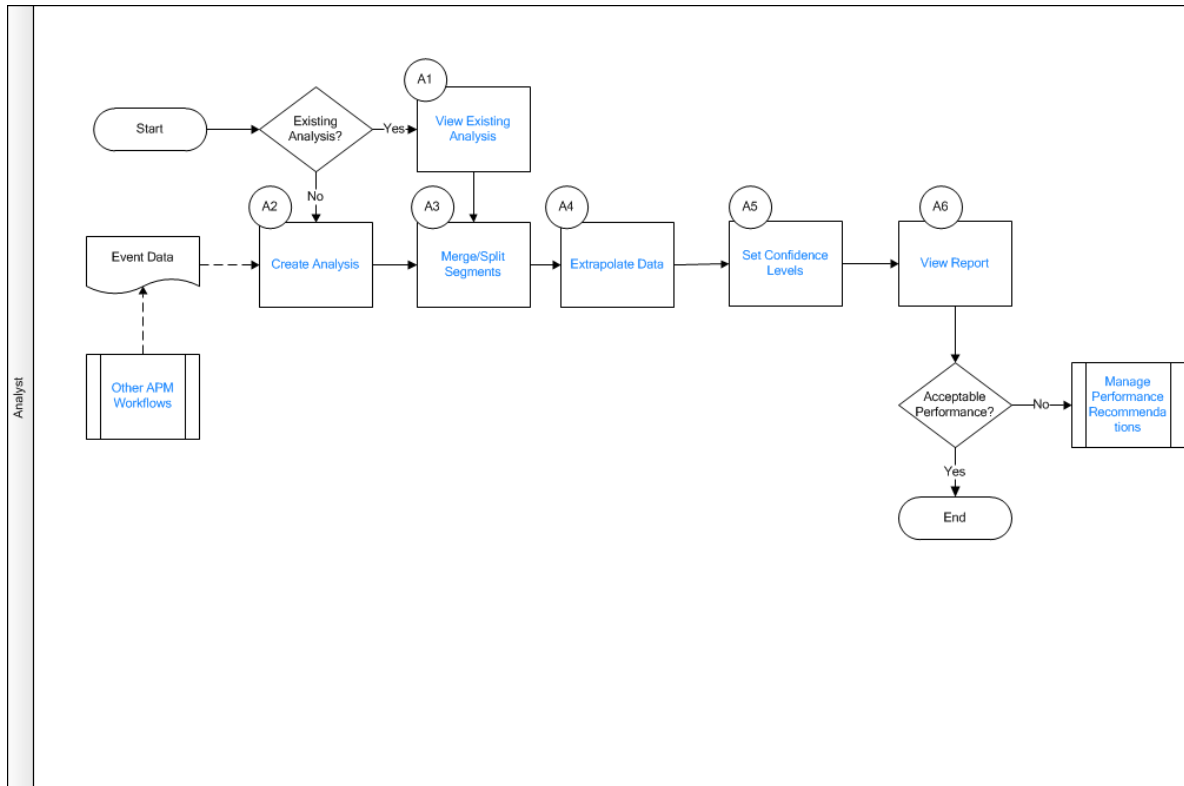 Analyst
A1
Start
Existing
Analysis?
Yes
View Existing
Analysis
No
A2
A3
A4
A5
A6
Event Data
Create Analysis
Merge/Split
Segments
Extrapolate Data
Set Confidence
Levels
View Report
Other APM
Workflows
Acceptable
Performance?
No
Manage
Performance
Recommenda
tions
Yes
End